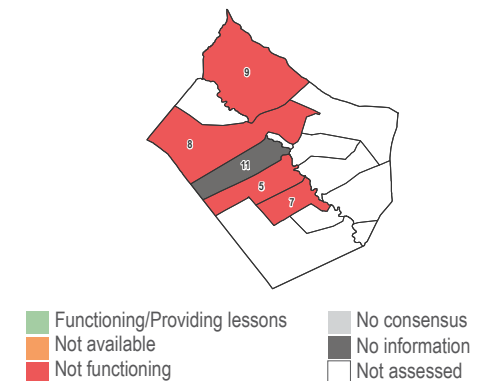 9
8
11
5
7
Functioning/Providing lessons
Not available
Not functioning
No consensus
No information
Not assessed